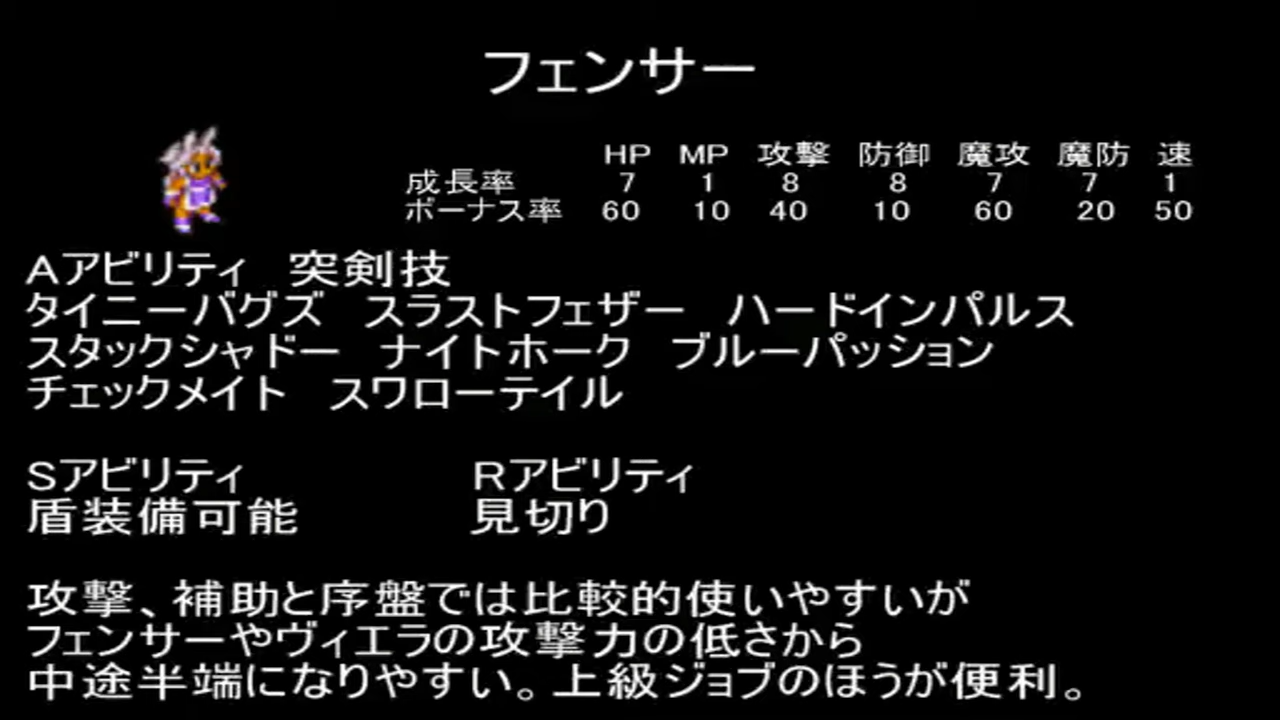 フェンサー
HP MP 攻撃 防御 魔攻 魔防 速
成長率 7 1 8 8 7 7 1
ボーナス率 60 10 40 10 60 20 50
Aアビリティ 突剣技
タイニーバグズ スラストフェザー ハードインパルス
スタックシャドー ナイトホーク ブルーパッション
チェックメイト スワローテイル
Sアビリティ Rアビリティ
盾装備可能 見切り
攻撃、補助と序盤では比較的使いやすいが
フェンサーやヴィエラの攻撃力の低さから
中途半端になりやすい。上級ジョブのほうが便利。